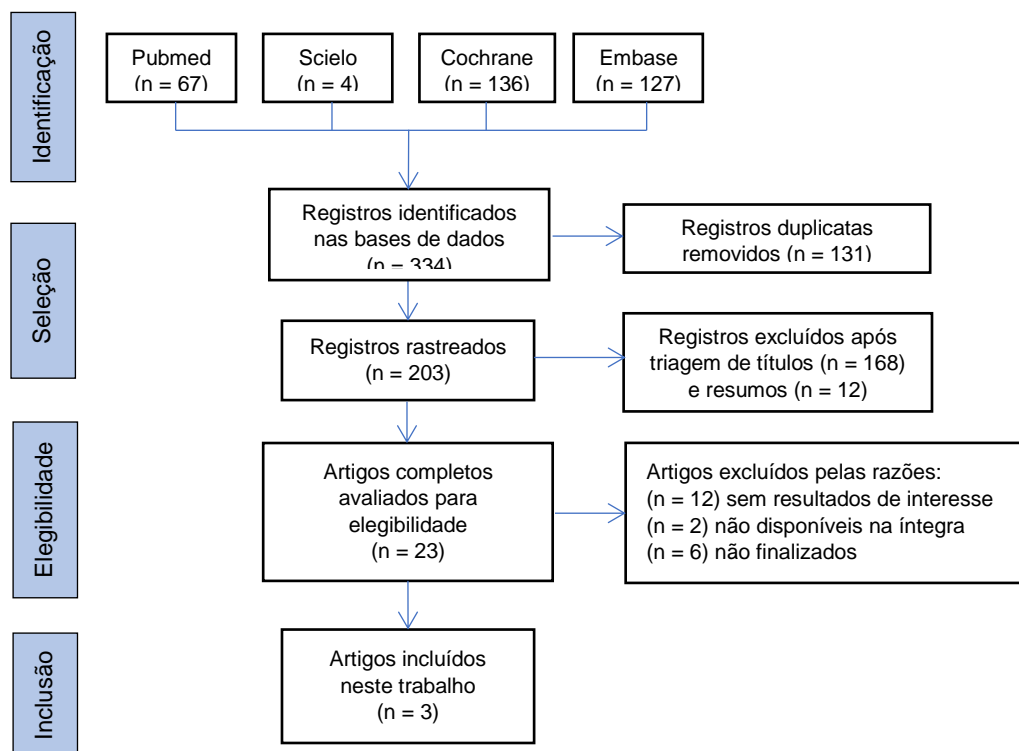 Identificação
Pubmed
(n = 67)
Scielo
(n = 4)
Cochrane
(n = 136)
Embase
(n = 127)
Seleção
Registros identificados
nas bases de dados
(n = 334)
Registros duplicatas
removidos (n = 131)
Registros rastreados
(n = 203)
Registros excluídos após
triagem de títulos (n = 168)
e resumos (n = 12)
Elegibilidade
Artigos completos
avaliados para
elegibilidade
(n = 23)
Artigos excluídos pelas razões:
(n = 12) sem resultados de interesse
(n = 2) não disponíveis na íntegra
(n = 6) não finalizados
Inclusão
Artigos incluídos
neste trabalho
(n = 3)